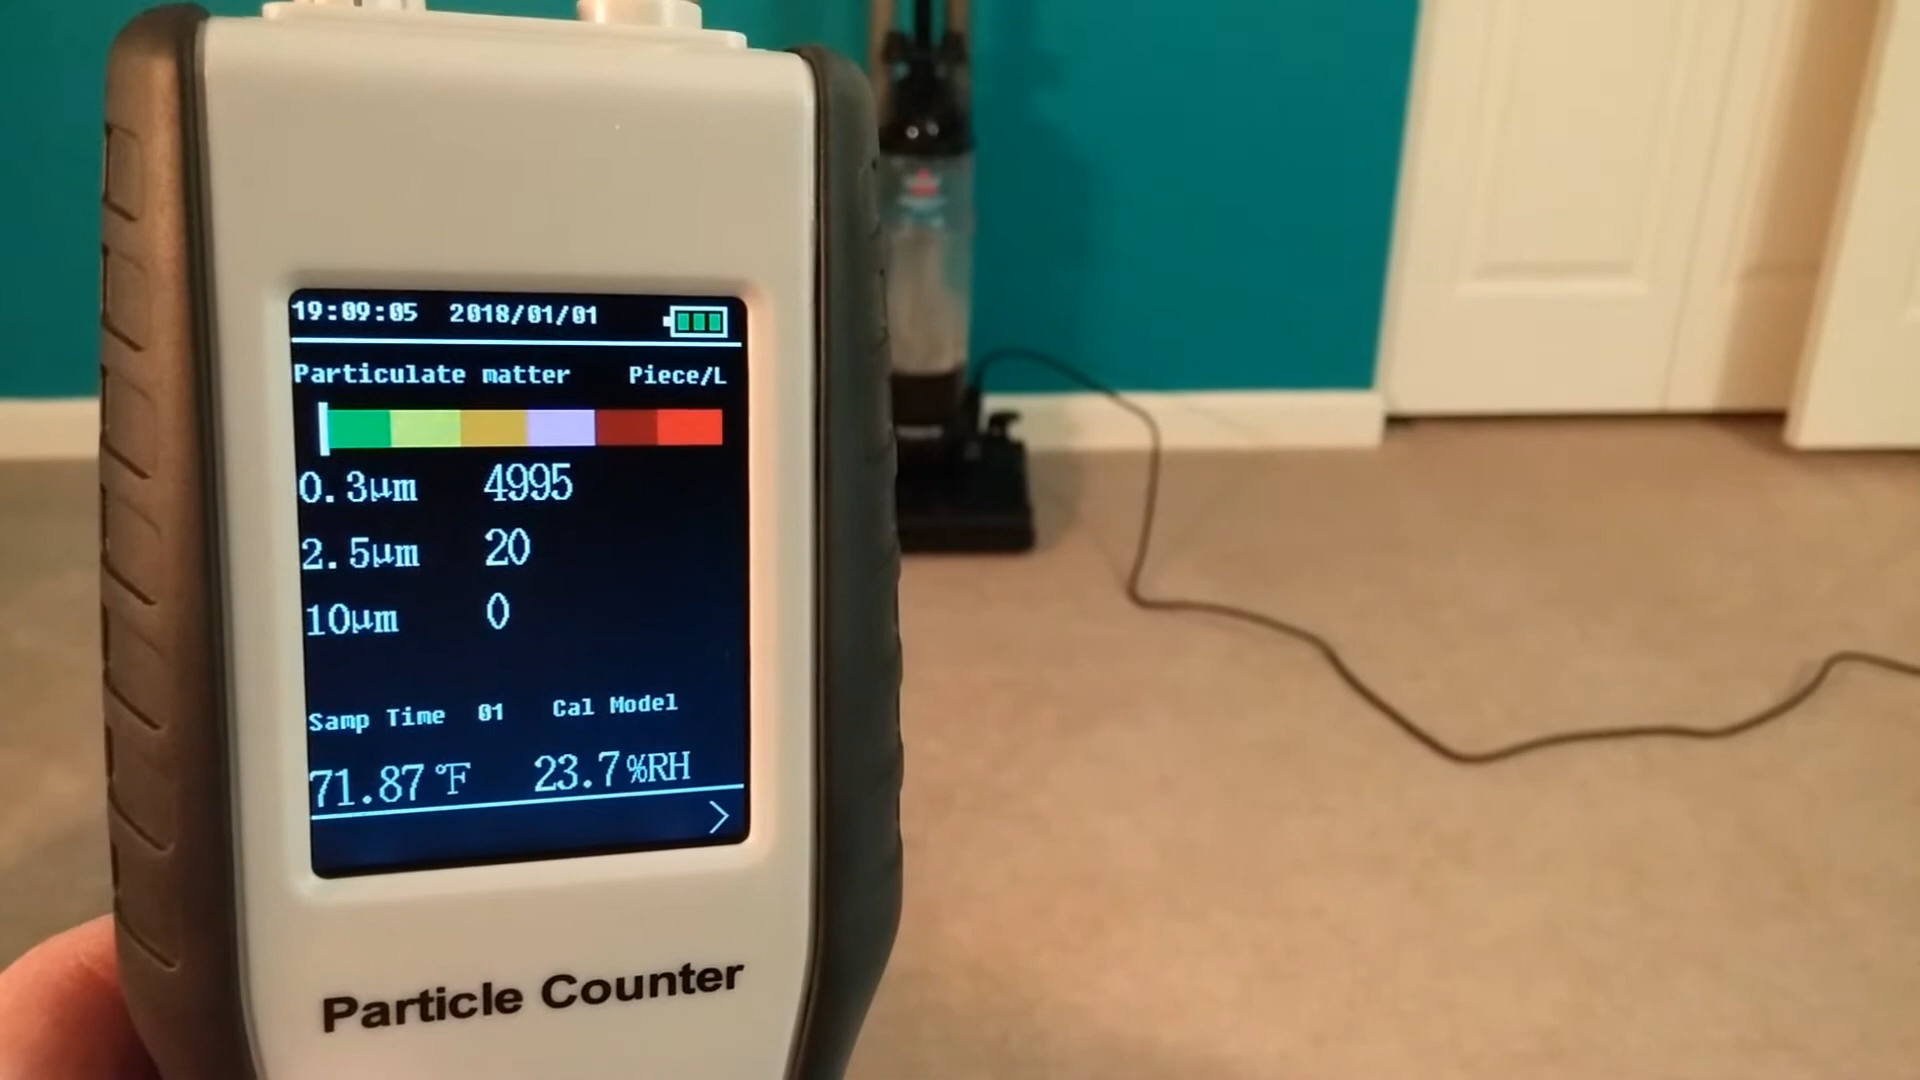 19:09:05 2018/01/01
Particulate matter Piece/L
0.3μm 4995
2.5μm 20
10μm 0
Samp Time 01 Cal Model
71.87 °F 23.7 %RH
>
Particle Counter